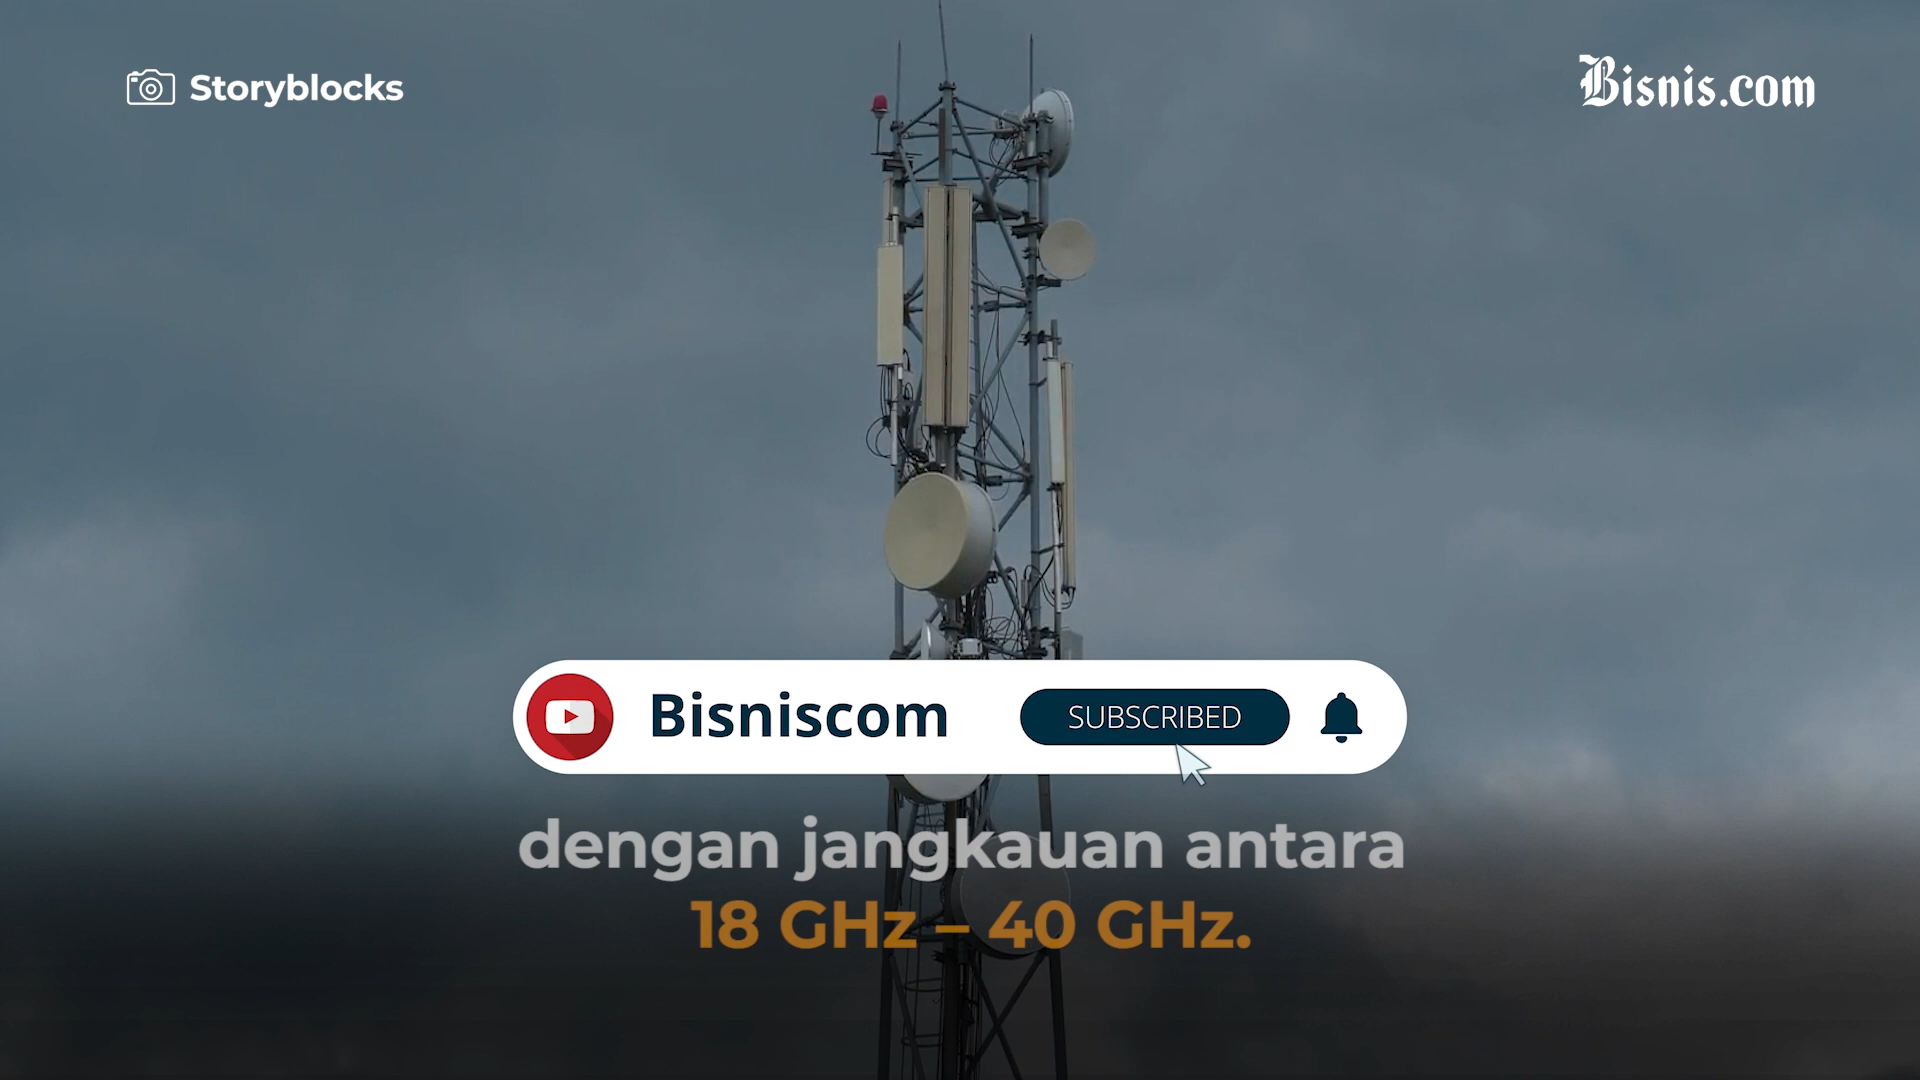 Storyblocks
Bisnis.com
Bisniscom
SUBSCRIBED
dengan jangkauan antara
18 GHz – 40 GHz.